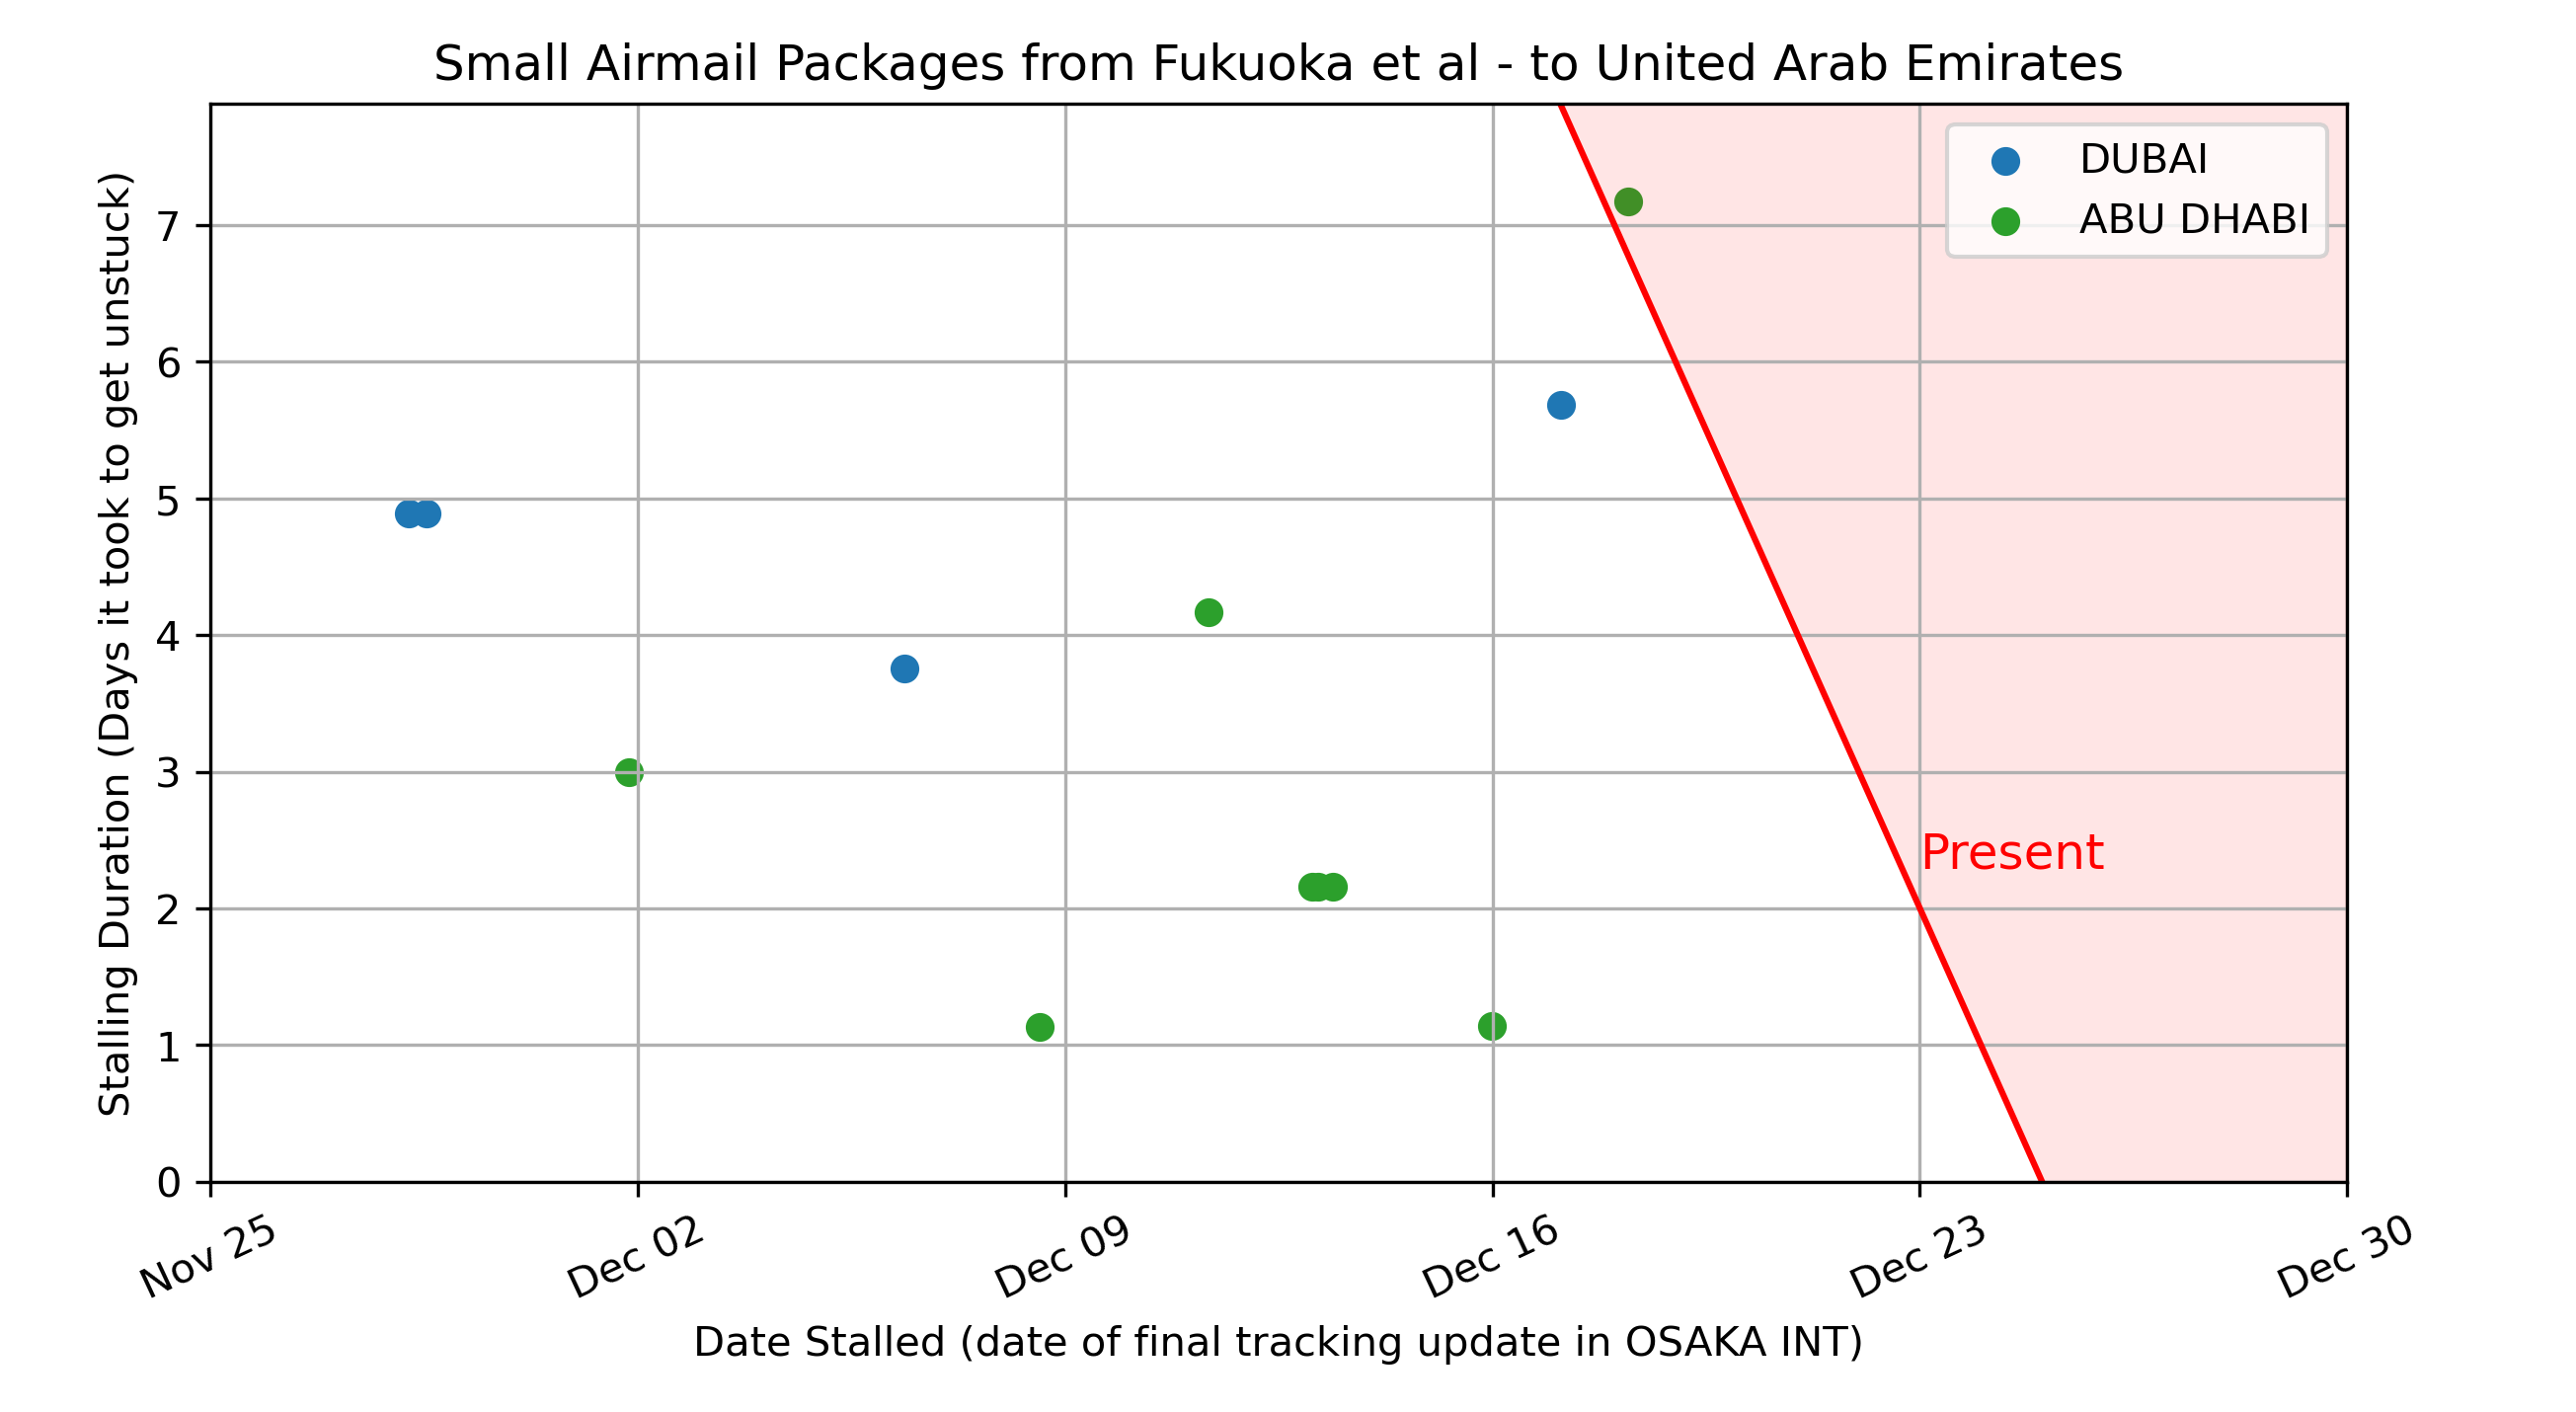 Small Airmail Packages from Fukuoka et al - to United Arab Emirates
DUBAI
ABU DHABI
Stalling Duration (Days it took to get unstuck)
7
6
5
4
3
2
1
0
Present
Nov 25
Dec 02
Dec 09
Dec 16
Dec 23
Dec 30
Date Stalled (date of final tracking update in OSAKA INT)